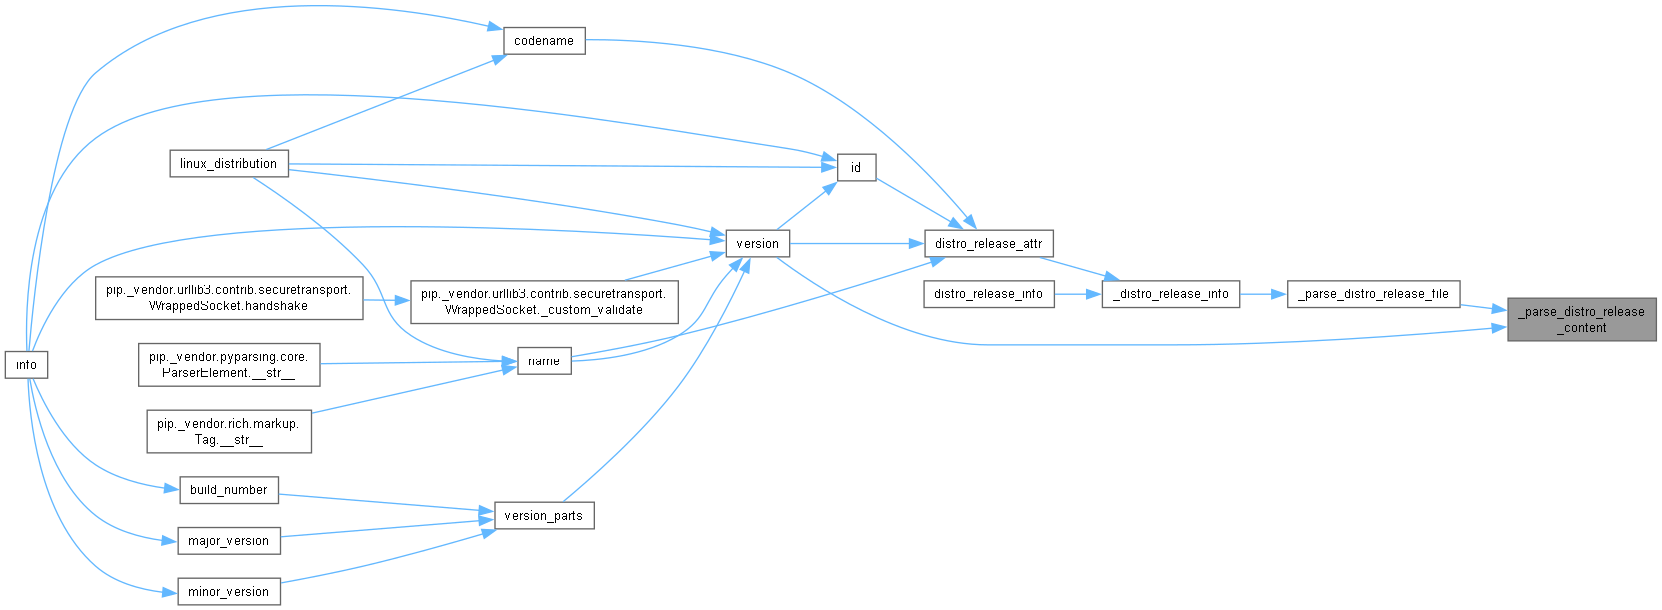 codename
linux_distribution
id
version
distro_release_attr
pip._vendor.urllib3.contrib.securetransport.
WrappedSocket.handshake
pip._vendor.urllib3.contrib.securetransport.
WrappedSocket._custom_validate
distro_release_info
_distro_release_info
_parse_distro_release_file
_parse_distro_release
_content
info
pip._vendor.pyparsing.core.
ParserElement.__str__
name
pip._vendor.rich.markup.
Tag.__str__
build_number
version_parts
major_version
minor_version